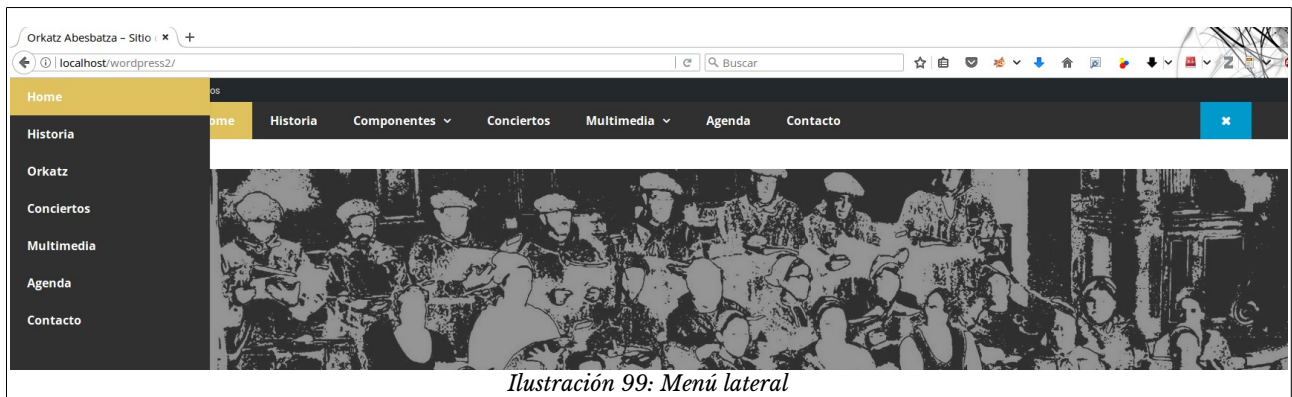 Orkatz Abesbatza – Sitio
localhost/wordpress2/
Buscar
Home
os
ome Historia Componentes Conciertos Multimedia Agenda Contacto
Historia
Orkatz
Conciertos
Multimedia
Agenda
Contacto
Ilustración 99: Menú lateral